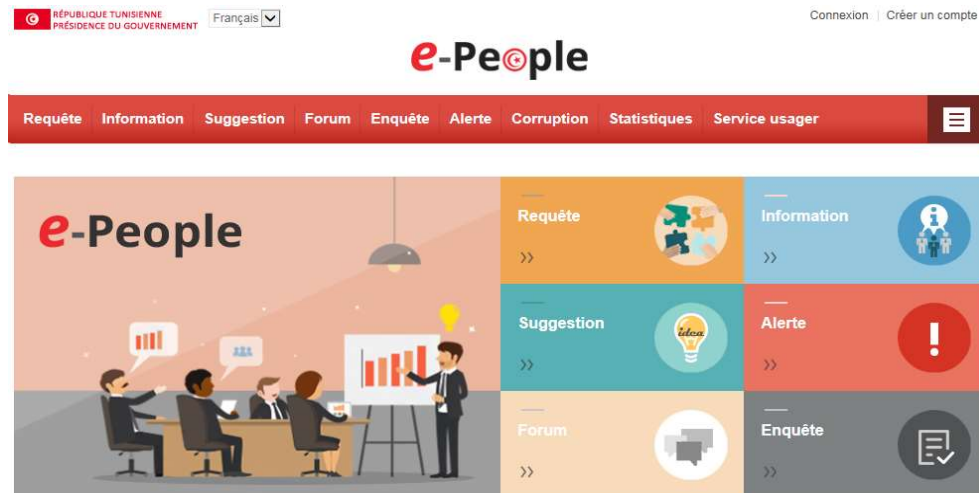 RÉPUBLIQUE TUNISIENNE
PRÉSIDENCE DU GOUVERNEMENT
Français
Connexion | Créer un compte
e-People
Requête Information Suggestion Forum Enquête Alerte Corruption Statistiques Service usager
e-People
Requête
Information
Suggestion
idea
Alerte
Forum
Enquête